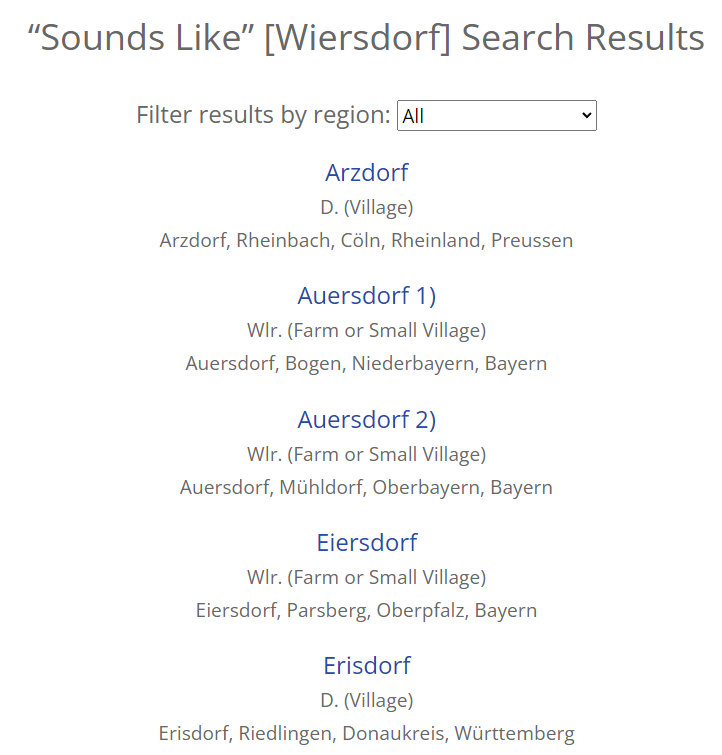 “Sounds Like” [Wiersdorf] Search Results
Filter results by region: All
Arzdorf
D. (Village)
Arzdorf, Rheinbach, Cöln, Rheinland, Preussen
Auersdorf 1)
Wlr. (Farm or Small Village)
Auersdorf, Bogen, Niederbayern, Bayern
Auersdorf 2)
Wlr. (Farm or Small Village)
Auersdorf, Mühldorf, Oberbayern, Bayern
Eiersdorf
Wlr. (Farm or Small Village)
Eiersdorf, Parsberg, Oberpfalz, Bayern
Erisdorf
D. (Village)
Erisdorf, Riedlingen, Donaukreis, Württemberg